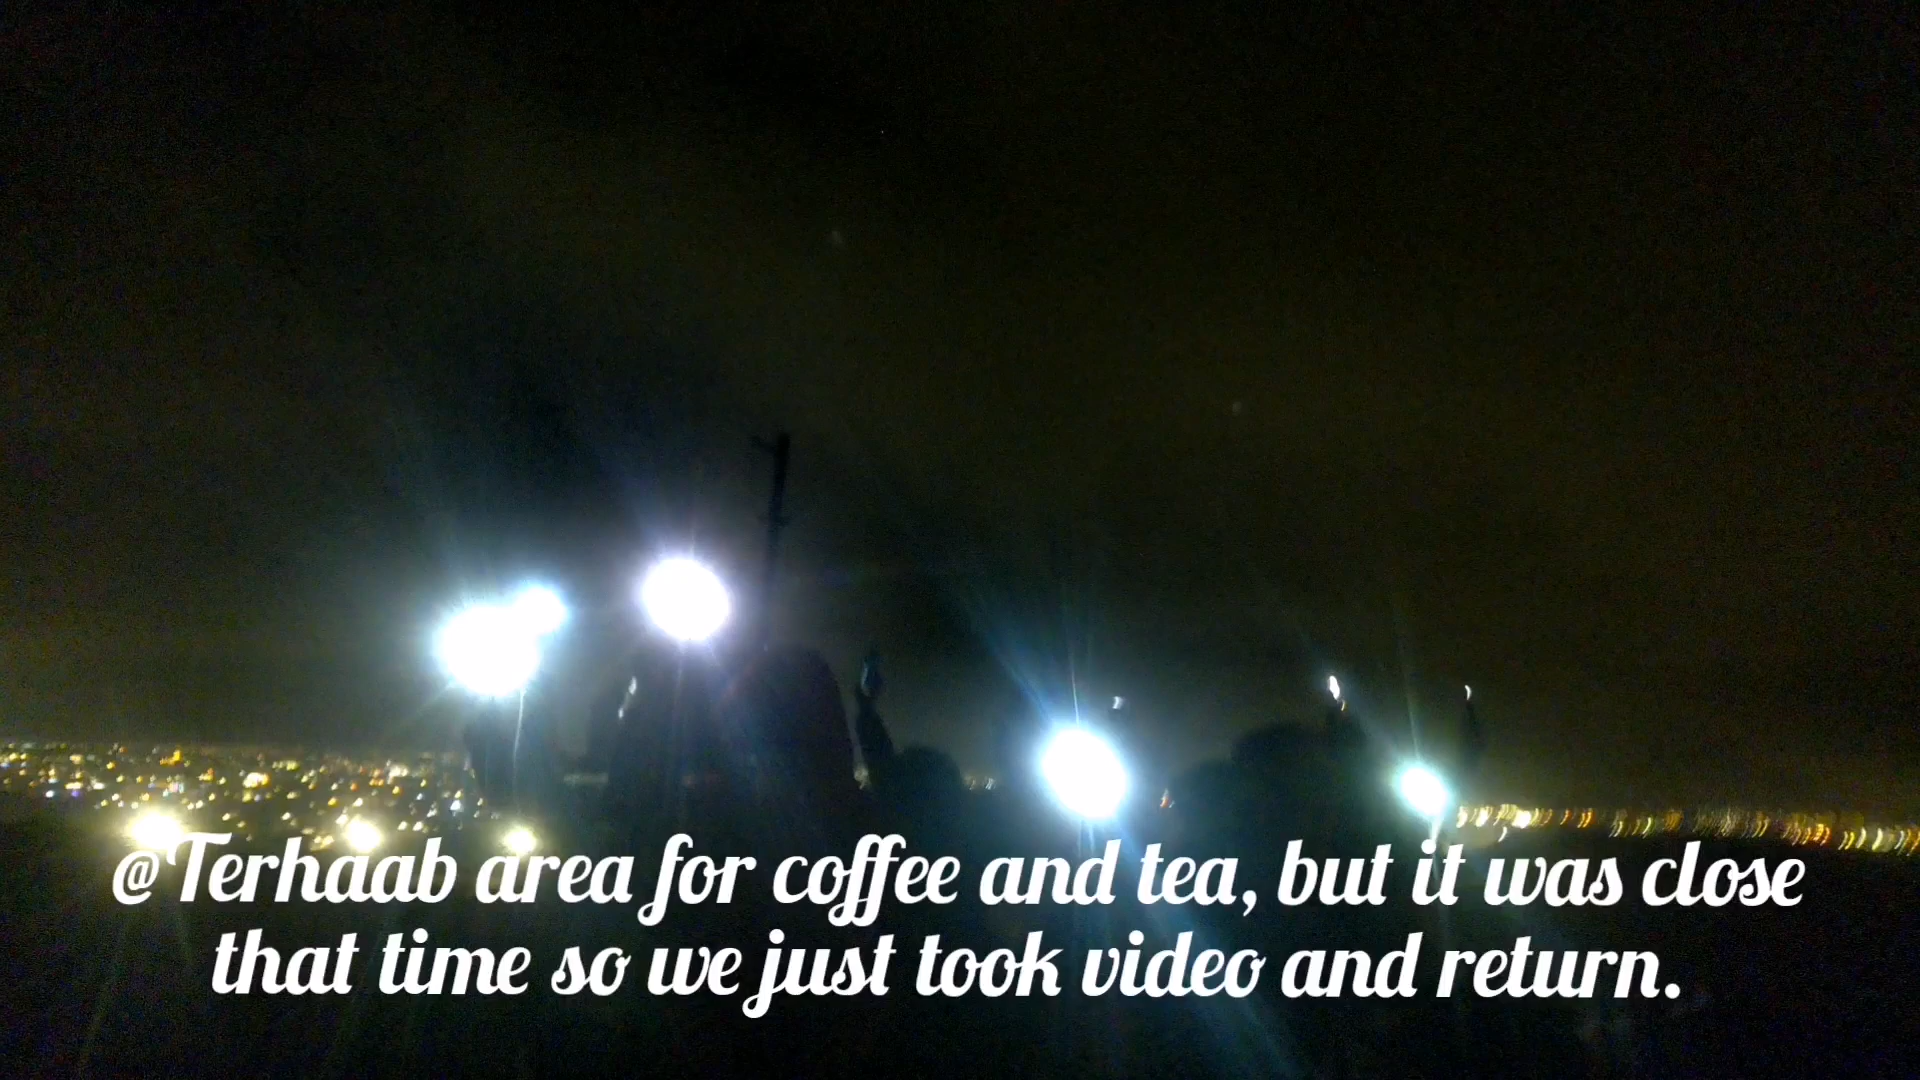 @Terhaab area for coffee and tea, but it was close
that time so we just took video and return.